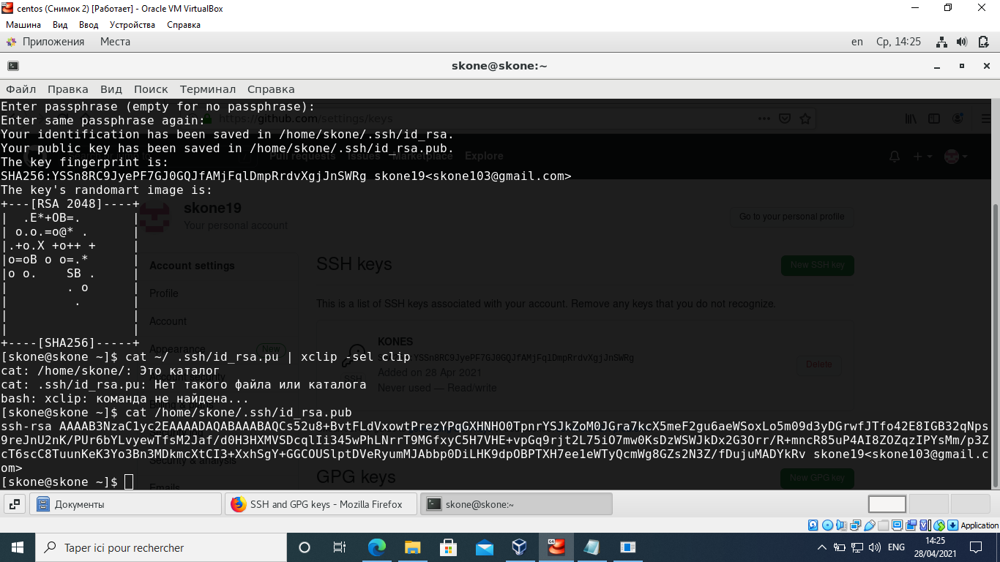 centos (Снимок 2) [Работает] - Oracle VM VirtualBox
Машина Вид Ввод Устройства Справка
Приложения Места en Ср, 14:25
skone@skone:~
Файл Правка Вид Поиск Терминал Справка
Enter passphrase (empty for no passphrase):
Enter same passphrase again:
https://github.com/settings/keys
Your identification has been saved in /home/skone/.ssh/id_rsa.
Your public key has been saved in /home/skone/.ssh/id_rsa.pub.
Pull requests Issues Marketplace Explore
The key fingerprint is:
SHA256:YSSn8RC9JyePF7GJ0GQJfAMjFqlDmpRrdvXgjJnSWRg skone19<skone103@gmail.com>
The key's randomart image is:
+---[RSA 2048]----+
|  .E*+OB=.       |
| o.o.=o@* .      |
|.+o.X +o++ +     |
|o=oB o o=.*      |
|o o.    SB .     |
|         . o     |
|          .      |
|                 |
|                 |
+----[SHA256]-----+
skone19
Your personal account
Go to your personal profile
Account settings
Profile
Account
Appearance New
Account security
Security & analysis
Emails
SSH keys New SSH key
This is a list of SSH keys associated with your account. Remove any keys that you do not recognize.
KONES
SHA256:YSSn8RC9JyePF7GJ0GQJfAMjFqlDmpRrdvXgjJnSWRg
Added on 28 Apr 2021
SSH Never used — Read/write
Delete
GPG keys New GPG key
[skone@skone ~]$ cat ~/ .ssh/id_rsa.pu | xclip -sel clip
cat: /home/skone/: Это каталог
cat: .ssh/id_rsa.pu: Нет такого файла или каталога
bash: xclip: команда не найдена...
[skone@skone ~]$ cat /home/skone/.ssh/id_rsa.pub
ssh-rsa AAAAB3NzaC1yc2EAAAADAQABAAABAQCs52u8+BvtFLdVxowtPrezYPqGXHNHO0TpnrYSJkZoM0JGra7kcX5meF2gu6aeWSoxLo5m09d3yDGrwfJTfo42E8IGB32qNps
9reJnU2nK/PUr6bYLvyewTfsM2Jaf/d0H3HXMVSDcqlIi345wPhLNrrT9MGfxyC5H7VHE+vpGq9rjt2L75iO7mw0KsDzWSWJkDx2G3Orr/R+mncR85uP4AI8ZOZqzIPYsMm/p3Z
cT6scC8TuunKeK3Yo3Bn3MDkmcXtCI3+XxhSgY+GGCOUSlptDVeRyumMJAbbp0DiLHK9dpOBPTXH7ee1eWTyQcmWg8GZs2N3Z/fDujuMADYkRv skone19<skone103@gmail.c
om>
[skone@skone ~]$
Документы SSH and GPG keys - Mozilla Firefox skone@skone:~
Application
Taper ici pour rechercher
ENG
14:25
28/04/2021